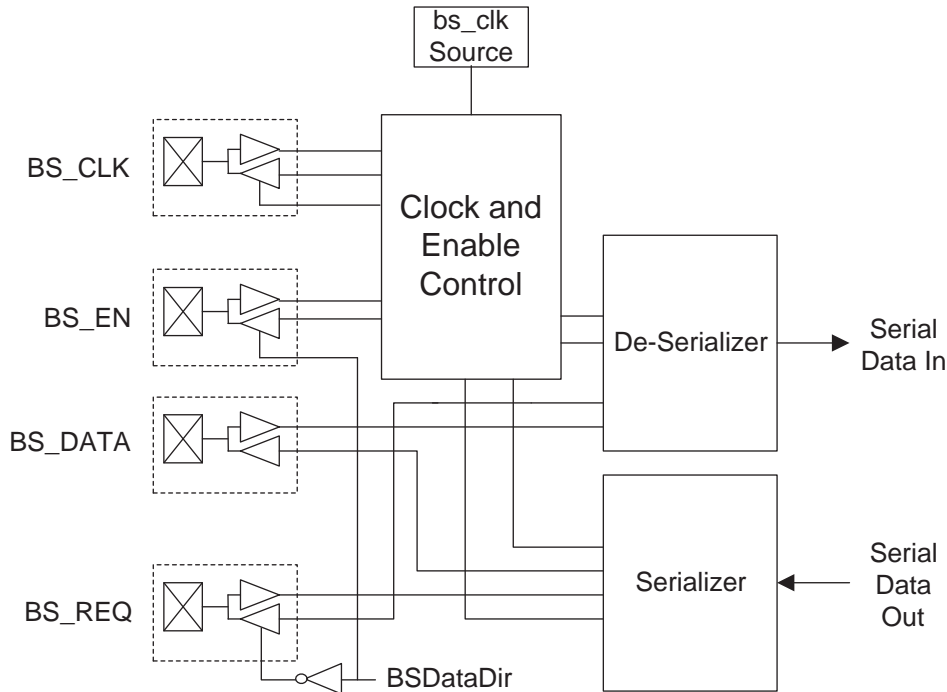 bs_clk
Source
BS_CLK
Clock and
Enable
Control
BS_EN
De-Serializer
Serial
Data In
BS_DATA
Serializer
Serial
Data
Out
BS_REQ
BSDataDir